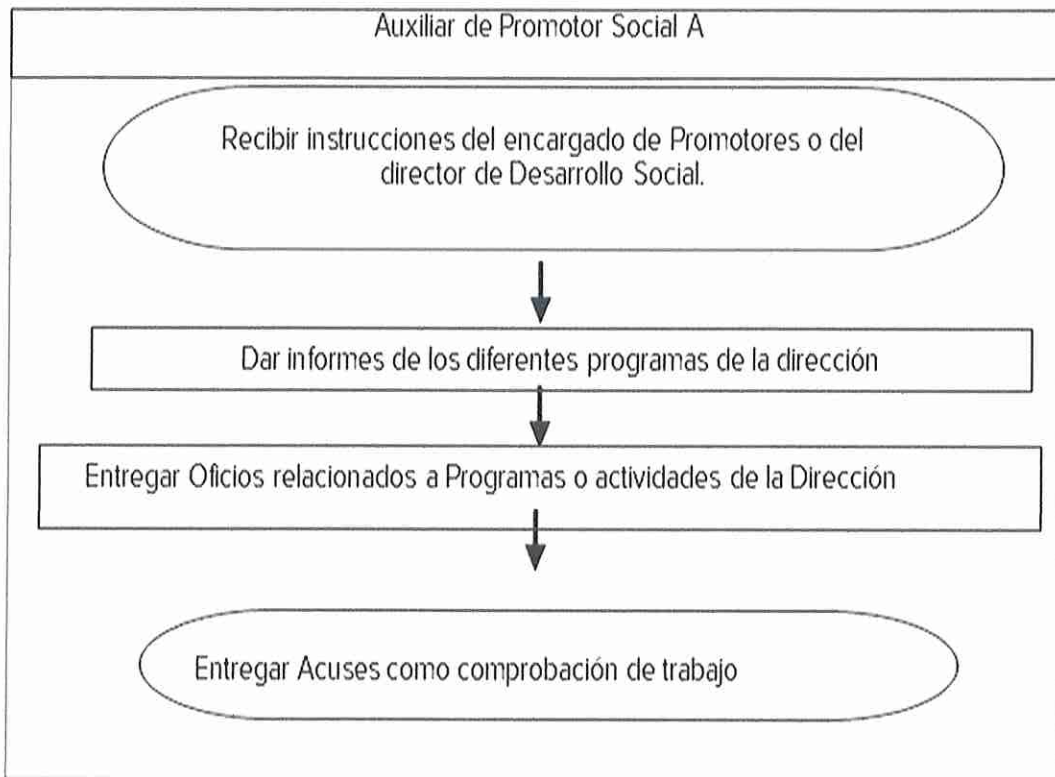 Auxiliar de Promotor Social A
Recibir instrucciones del encargado de Promotores o del
director de Desarrollo Social.
Dar informes de los diferentes programas de la dirección
Entregar Oficios relacionados a Programas o actividades de la Dirección
Entregar Acuses como comprobación de trabajo